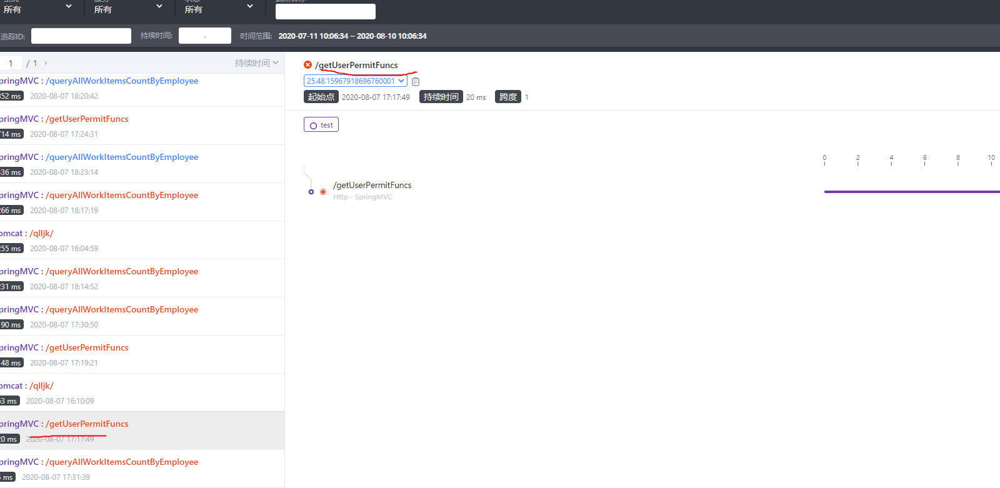 所有
所有
所有
追踪ID:
持续时间:
-
时间范围:
2020-07-11 10:06:34 ~ 2020-08-10 10:06:34
1 / 1 ›
持续时间
pringMVC : /queryAllWorkItemsCountByEmployee
352 ms 2020-08-07 18:20:42
pringMVC : /getUserPermitFuncs
714 ms 2020-08-07 17:24:31
pringMVC : /queryAllWorkItemsCountByEmployee
436 ms 2020-08-07 18:23:14
pringMVC : /queryAllWorkItemsCountByEmployee
266 ms 2020-08-07 18:17:19
omcat : /qlljk/
255 ms 2020-08-07 16:04:59
pringMVC : /queryAllWorkItemsCountByEmployee
231 ms 2020-08-07 18:14:52
pringMVC : /queryAllWorkItemsCountByEmployee
90 ms 2020-08-07 17:30:50
pringMVC : /getUserPermitFuncs
48 ms 2020-08-07 17:19:21
omcat : /qlljk/
63 ms 2020-08-07 16:10:09
pringMVC : /getUserPermitFuncs
20 ms 2020-08-07 17:17:49
pringMVC : /queryAllWorkItemsCountByEmployee
ms 2020-08-07 17:31:39
/getUserPermitFuncs
25.48.15967918696760001
起始点 2020-08-07 17:17:49 持续时间 20 ms 跨度 1
test
0 2 4 6 8 10
/getUserPermitFuncs
Http - SpringMVC